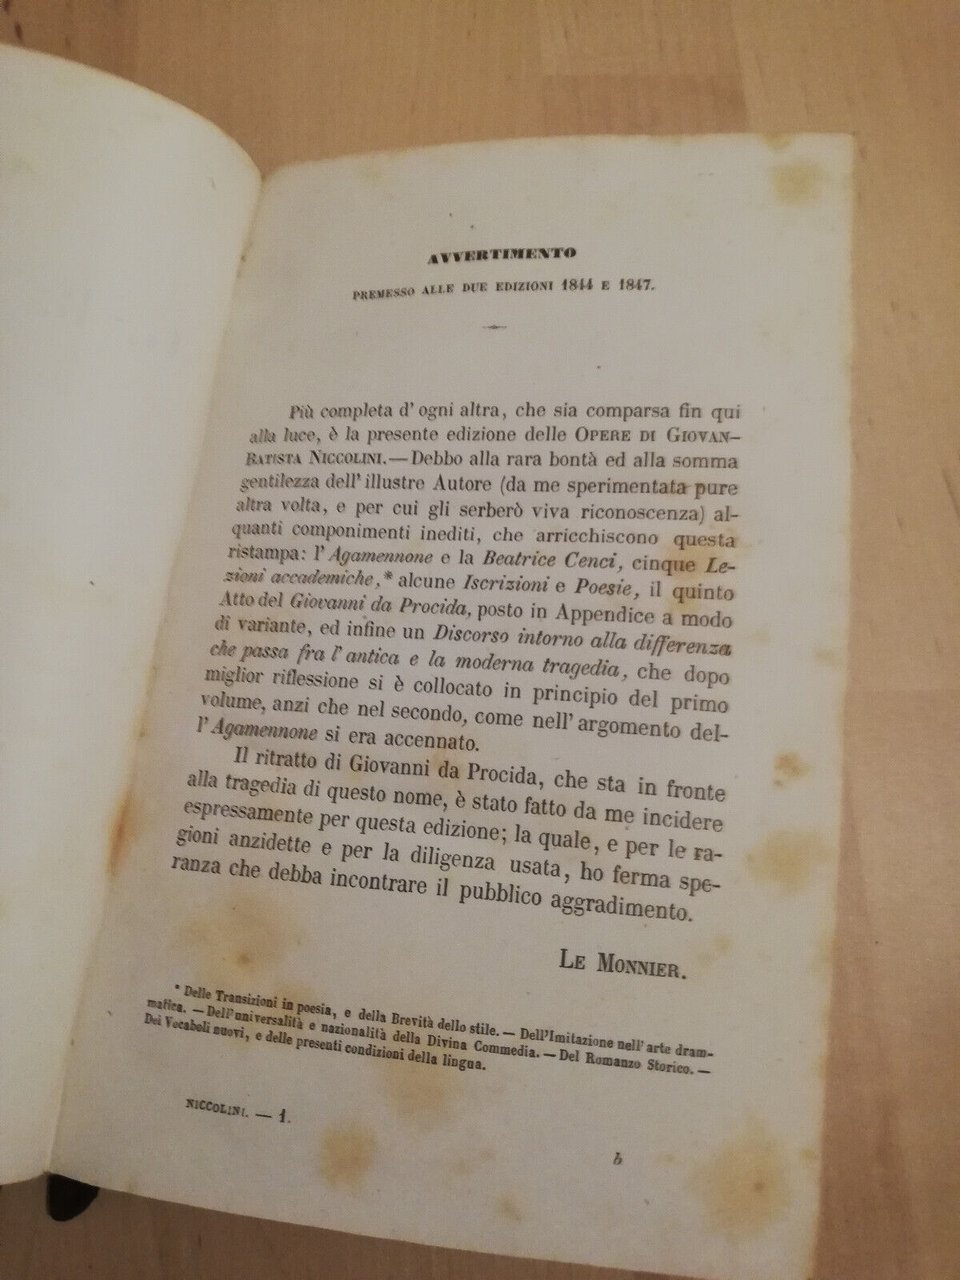 AVVERTIMENTO
PREMESSO ALLE DUE EDIZIONI 1844 E 1847.
Più completa d' ogni altra, che sia comparsa fin qui
alla luce, è la presente edizione delle OPERE DI GIOVAN-
BATISTA NICCOLINI.—Debbo alla rara bontà ed alla somma
gentilezza dell' illustre Autore (da me sperimentata pure
altra volta, e per cui gli serberò viva riconoscenza) al-
quanti componimenti inediti, che arricchiscono questa
ristampa: l' Agamennone e la Beatrice Cenci, cinque Le-
zioni accademiche,* alcune Iscrizioni e Poesie, il quinto
Atto del Giovanni da Procida, posto in Appendice a modo
di variante, ed infine un Discorso intorno alla differenza
che passa fra l' antica e la moderna tragedia, che dopo
miglior riflessione si è collocato in principio del primo
volume, anzi che nel secondo, come nell' argomento del-
l' Agamennone si era accennato.
Il ritratto di Giovanni da Procida, che sta in fronte
alla tragedia di questo nome, è stato fatto da me incidere
espressamente per questa edizione; la quale, e per le ra-
gioni anzidette e per la diligenza usata, ho ferma spe-
ranza che debba incontrare il pubblico aggradimento.
LE MONNIER.
* Delle Transizioni in poesia, e della Brevità dello stile. — Dell'Imitazione nell' arte dram-
matica. — Dell'universalità e nazionalità della Divina Commedia. — Del Romanzo Storico. —
Dei Vocaboli nuovi, e delle presenti condizioni della lingua.
NICCOLINI. — 1.
b